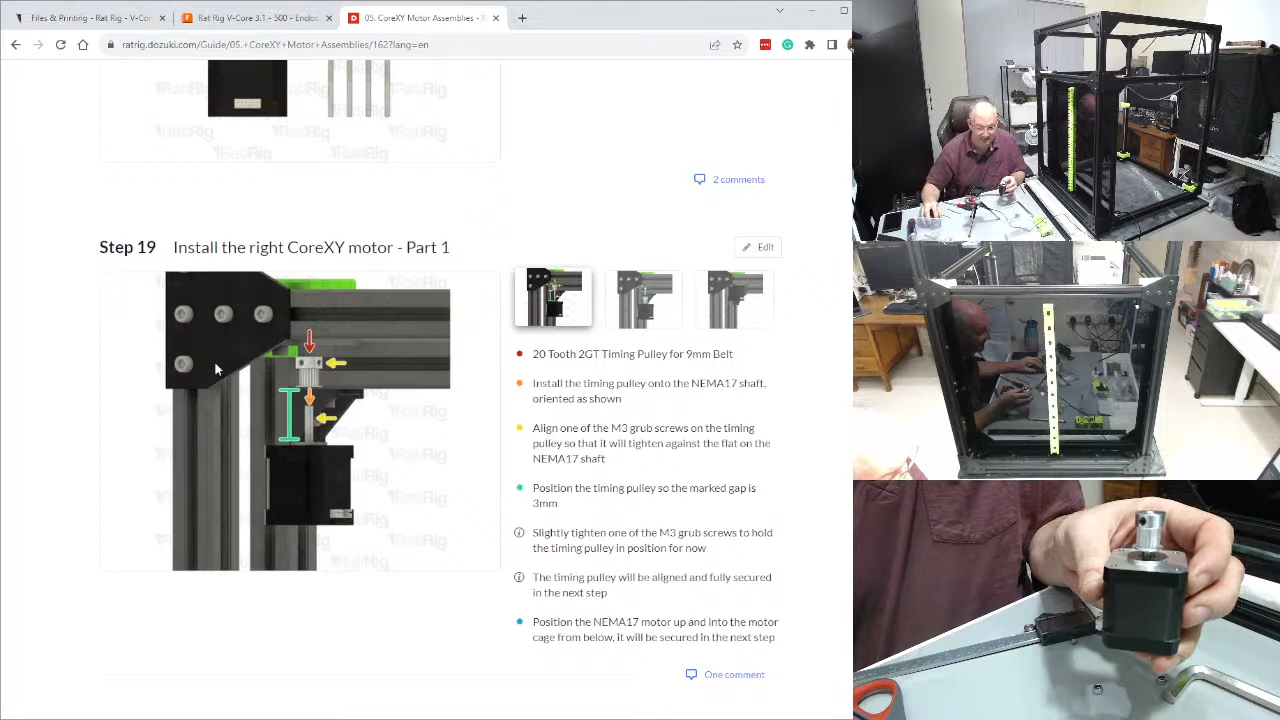 Files & Printing - Rat Rig - V-C
Rat Rig V-Core 3.1 - 500 - Endos
05. CoreXY Motor Assemblies - R
ratrig.dozuki.com/Guide/05.+CoreXY+Motor+Assemblies/162?lang=en
2 comments
Step 19 Install the right CoreXY motor - Part 1
Edit
20 Tooth 2GT Timing Pulley for 9mm Belt
Install the timing pulley onto the NEMA17 shaft,
oriented as shown
Align one of the M3 grub screws on the timing
pulley so that it will tighten against the flat on the
NEMA17 shaft
Position the timing pulley so the marked gap is
3mm
Slightly tighten one of the M3 grub screws to hold
the timing pulley in position for now
The timing pulley will be aligned and fully secured
in the next step
Position the NEMA17 motor up and into the motor
cage from below, it will be secured in the next step
One comment